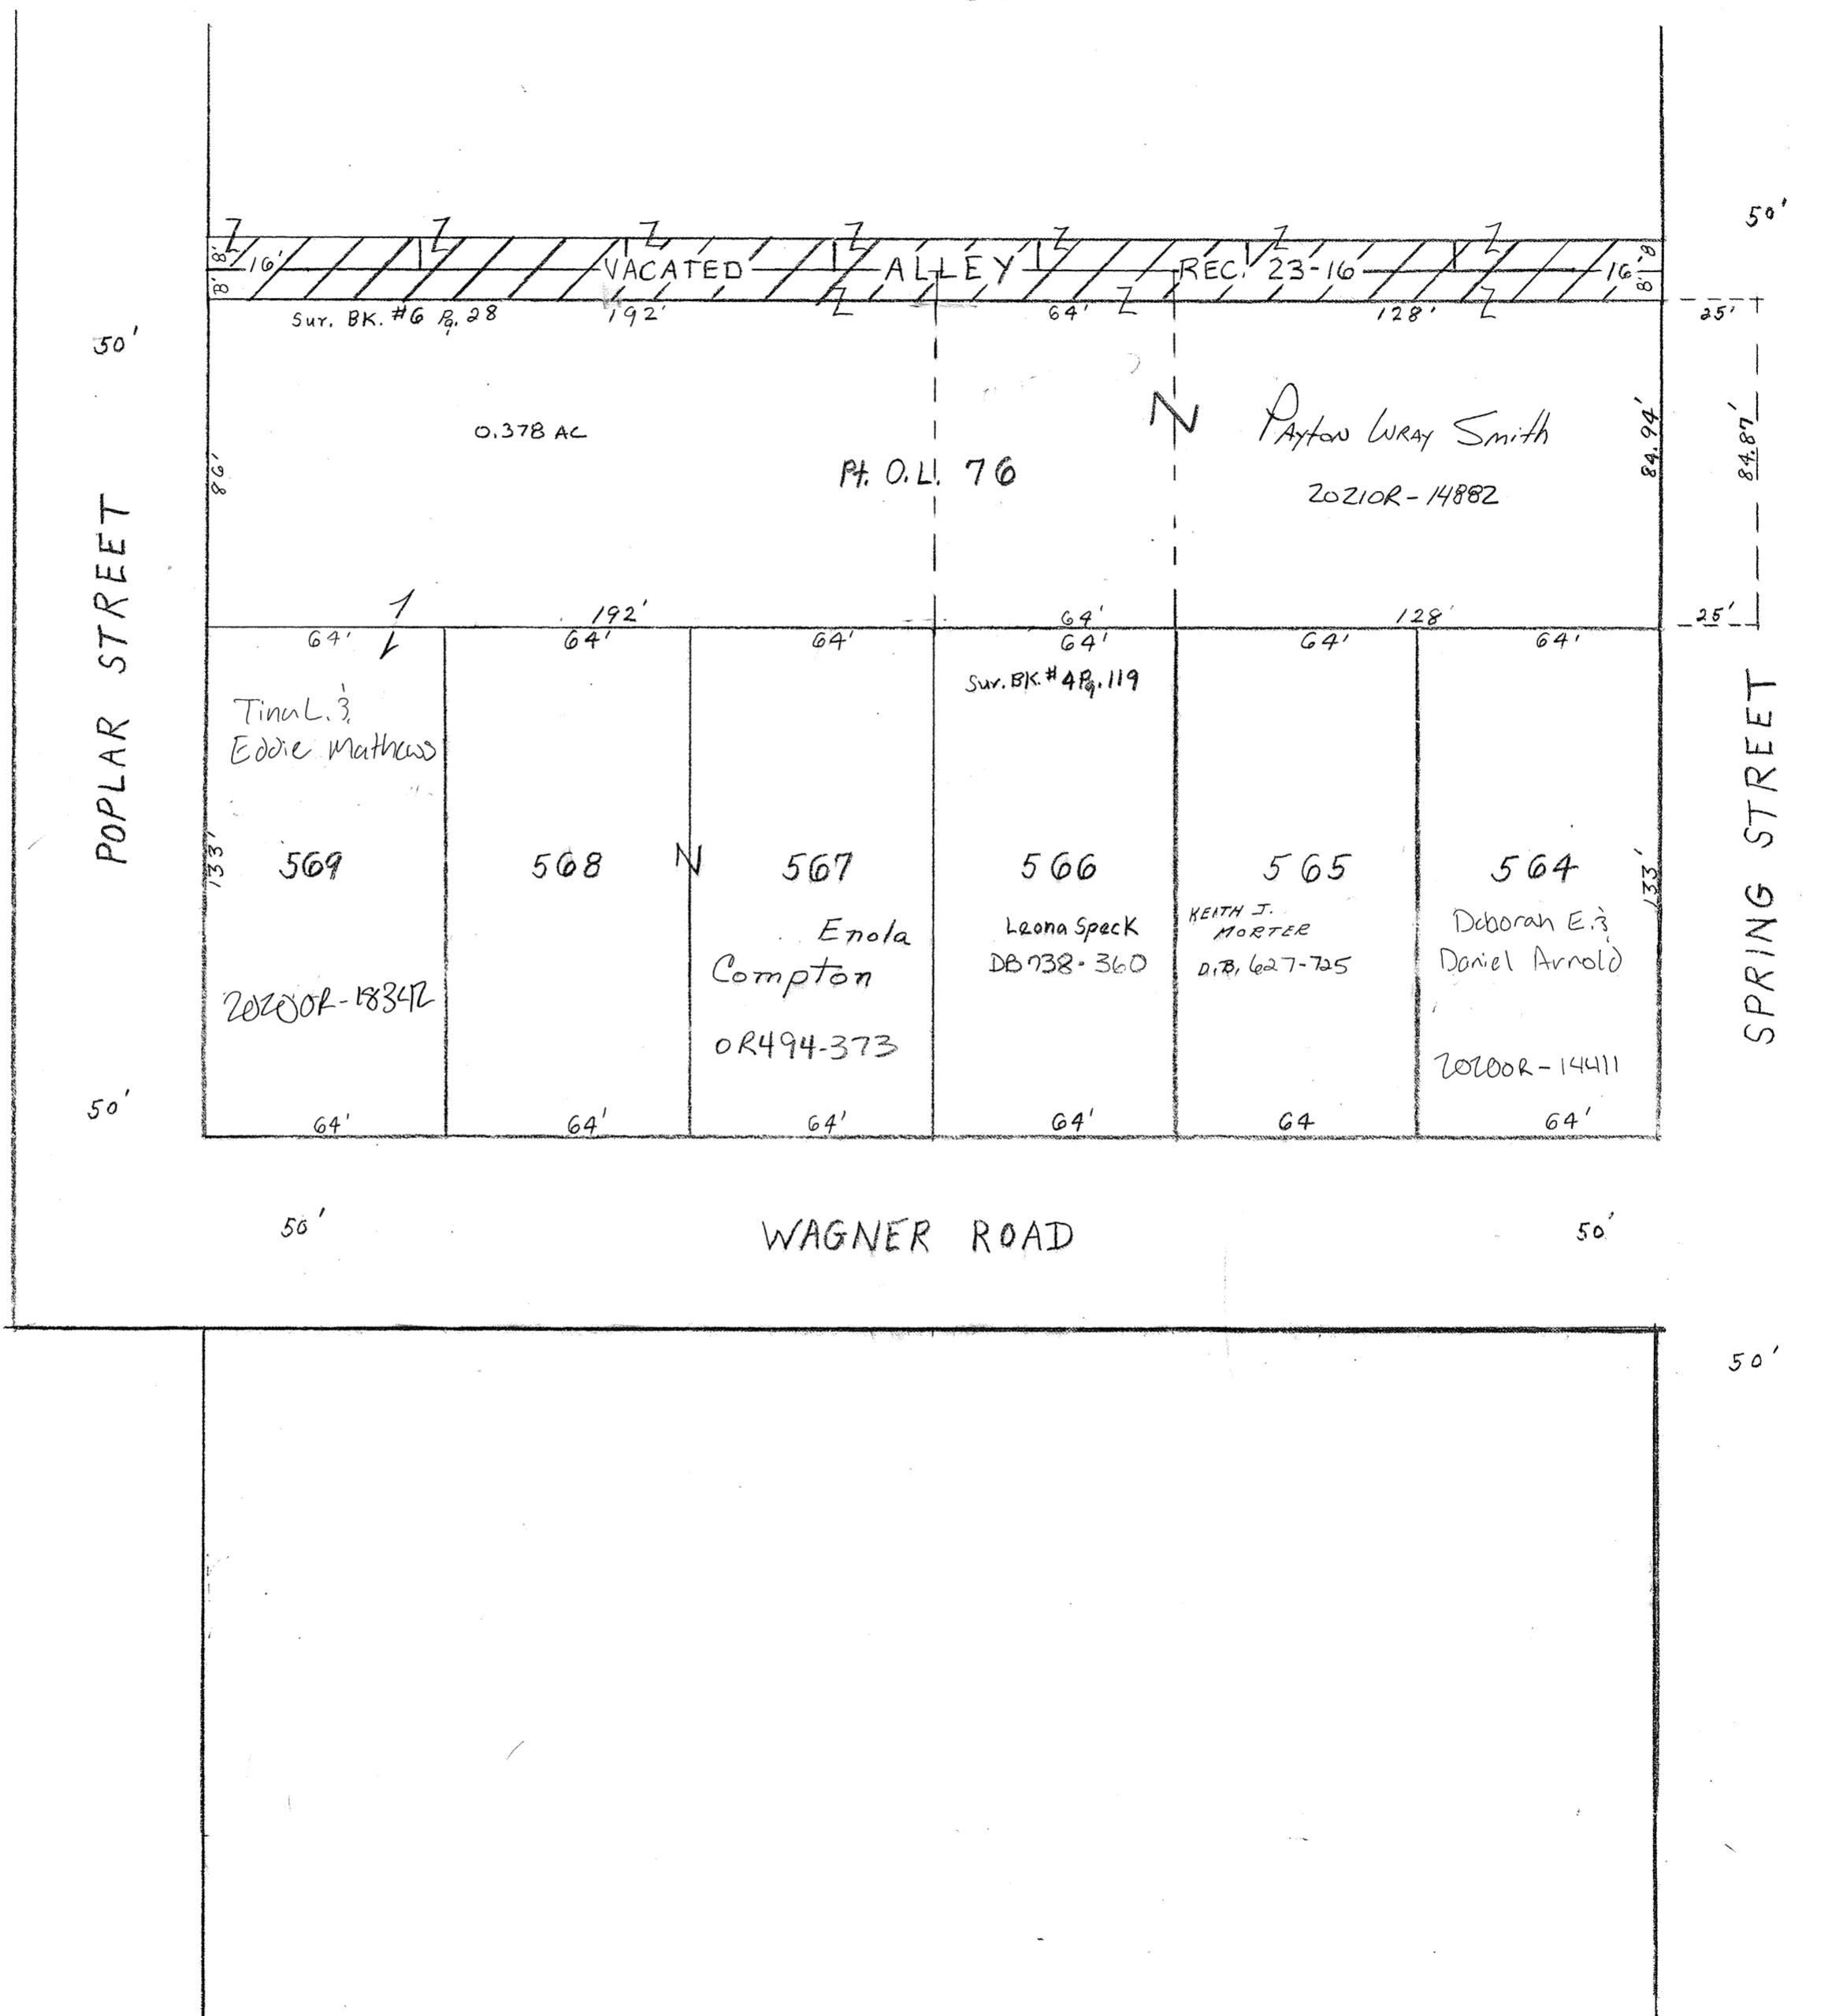 50'
8'
16'
VACATED ALLEY REC. 23-16
16'
8'
8'
8'
Sur. BK. #6 Pg. 28
192'
64'
128'
25'
50'
0.378 AC
86'
Pt. O.L. 76
PAYTON WRAY Smith
2021OR-14882
84.94'
84.87'
POPLAR STREET
192'
64'
128'
25'
64'
64'
64'
64'
64'
64'
Sur. BK. #4 Pg. 119
Tina L. &
Eddie Mathews
SPRING STREET
133'
569
568
567
566
565
564
133'
Enola
Compton
OR494-373
Leona Speck
DB738-360
KEITH J.
MORTER
D.B. 627-725
Deborah E. &
Daniel Arnold
2020OR-14411
50'
64'
64'
64'
64'
64
64'
50'
WAGNER ROAD
50'
50'